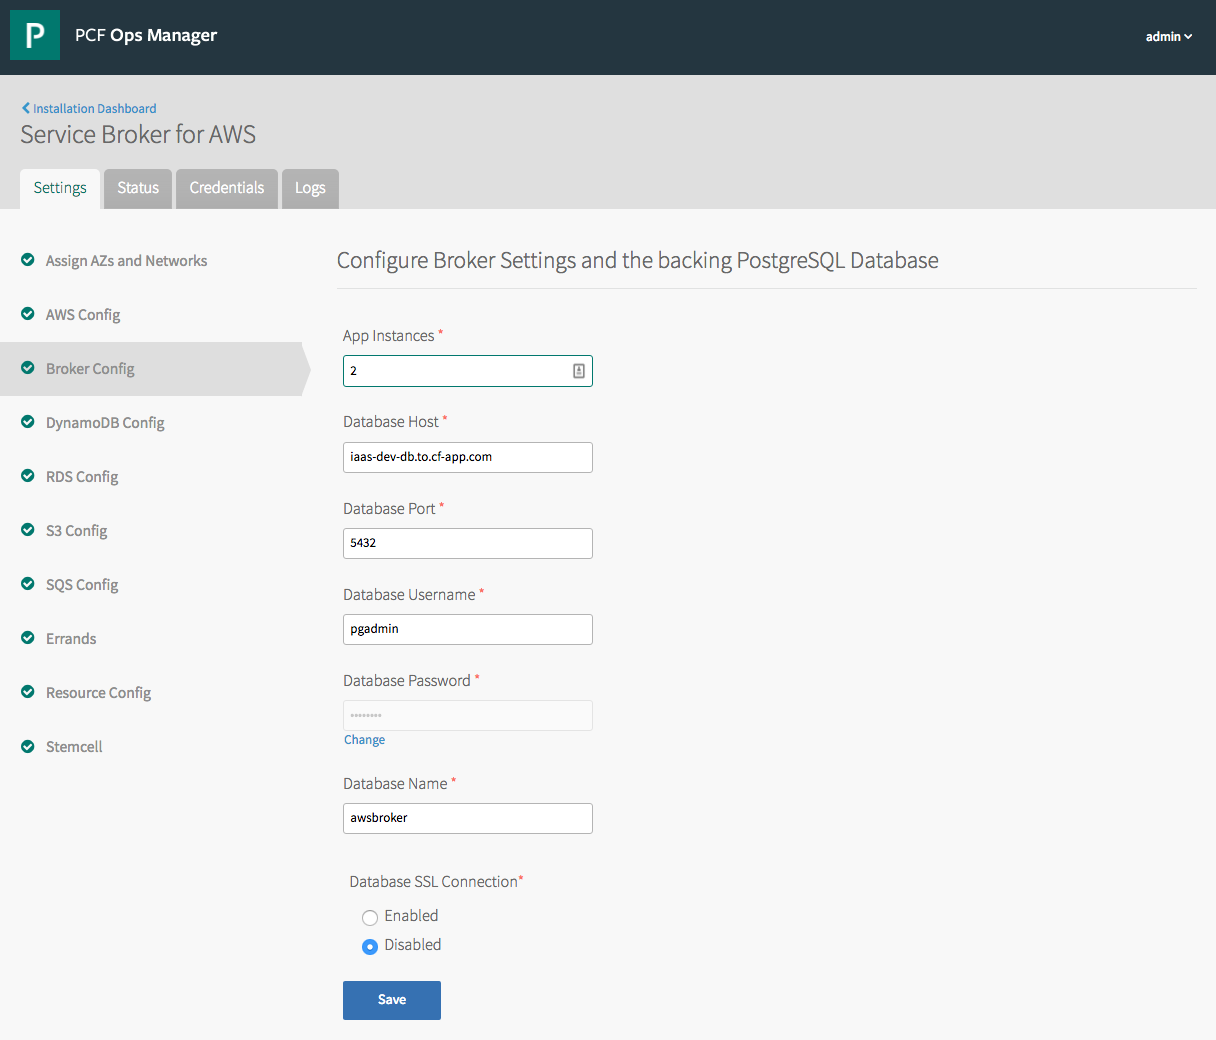 P
PCF Ops Manager
admin
Installation Dashboard
Service Broker for AWS
Settings
Status
Credentials
Logs
Assign AZs and Networks
AWS Config
Broker Config
DynamoDB Config
RDS Config
S3 Config
SQS Config
Errands
Resource Config
Stemcell
Configure Broker Settings and the backing PostgreSQL Database
App Instances *
2
Database Host *
iaas-dev-db.to.cf-app.com
Database Port *
5432
Database Username *
pgadmin
Database Password *
••••••••
Change
Database Name *
awsbroker
Database SSL Connection*
Enabled
Disabled
Save